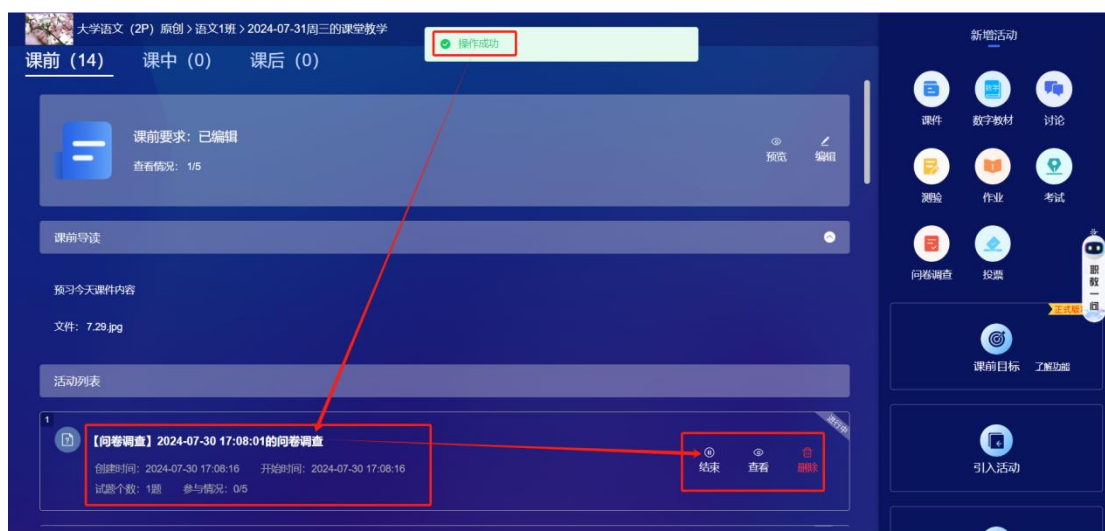 大学语文（2P）原创 > 语文1班 > 2024-07-31周三的课堂教学
操作成功
课前（14） 课中（0） 课后（0）
课前要求：已编辑
查看情况：1/5
预览 编辑
课前导读
预习今天课件内容
文件：7.29.jpg
活动列表
1
进行中
【问卷调查】2024-07-30 17:08:01的问卷调查
创建时间：2024-07-30 17:08:16 开始时间：2024-07-30 17:08:16
试题个数：1题 参与情况：0/5
结束 查看 删除
新增活动
课件 数字教材 讨论
测验 作业 考试
问卷调查 投票
职教一问
正式版
课前目标 了解功能
引入活动